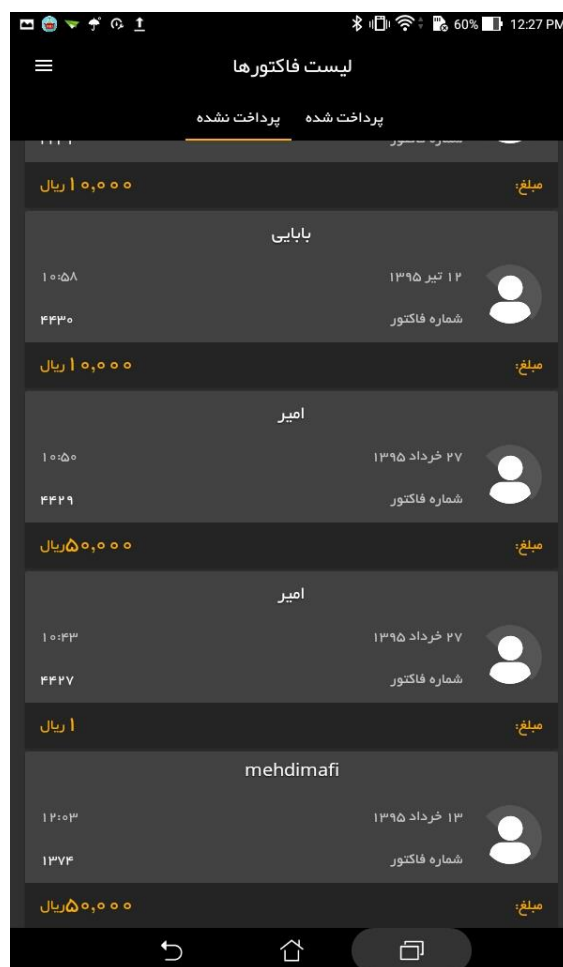 60% 12:27 PM
لیست فاکتورها
پرداخت شده پرداخت نشده
مبلغ: ۱۰,۰۰۰ ریال
بابایی
۱۲ تیر ۱۳۹۵ ۱۰:۵۸
شماره فاکتور ۴۴۳۰
مبلغ: ۱۰,۰۰۰ ریال
امیر
۲۷ خرداد ۱۳۹۵ ۱۰:۵۰
شماره فاکتور ۴۴۲۹
مبلغ: ۵۰,۰۰۰ریال
امیر
۲۷ خرداد ۱۳۹۵ ۱۰:۴۳
شماره فاکتور ۴۴۲۷
مبلغ: ۱ ریال
mehdimafi
۱۳ خرداد ۱۳۹۵ ۱۲:۰۳
شماره فاکتور ۱۳۷۴
مبلغ: ۵۰,۰۰۰ریال